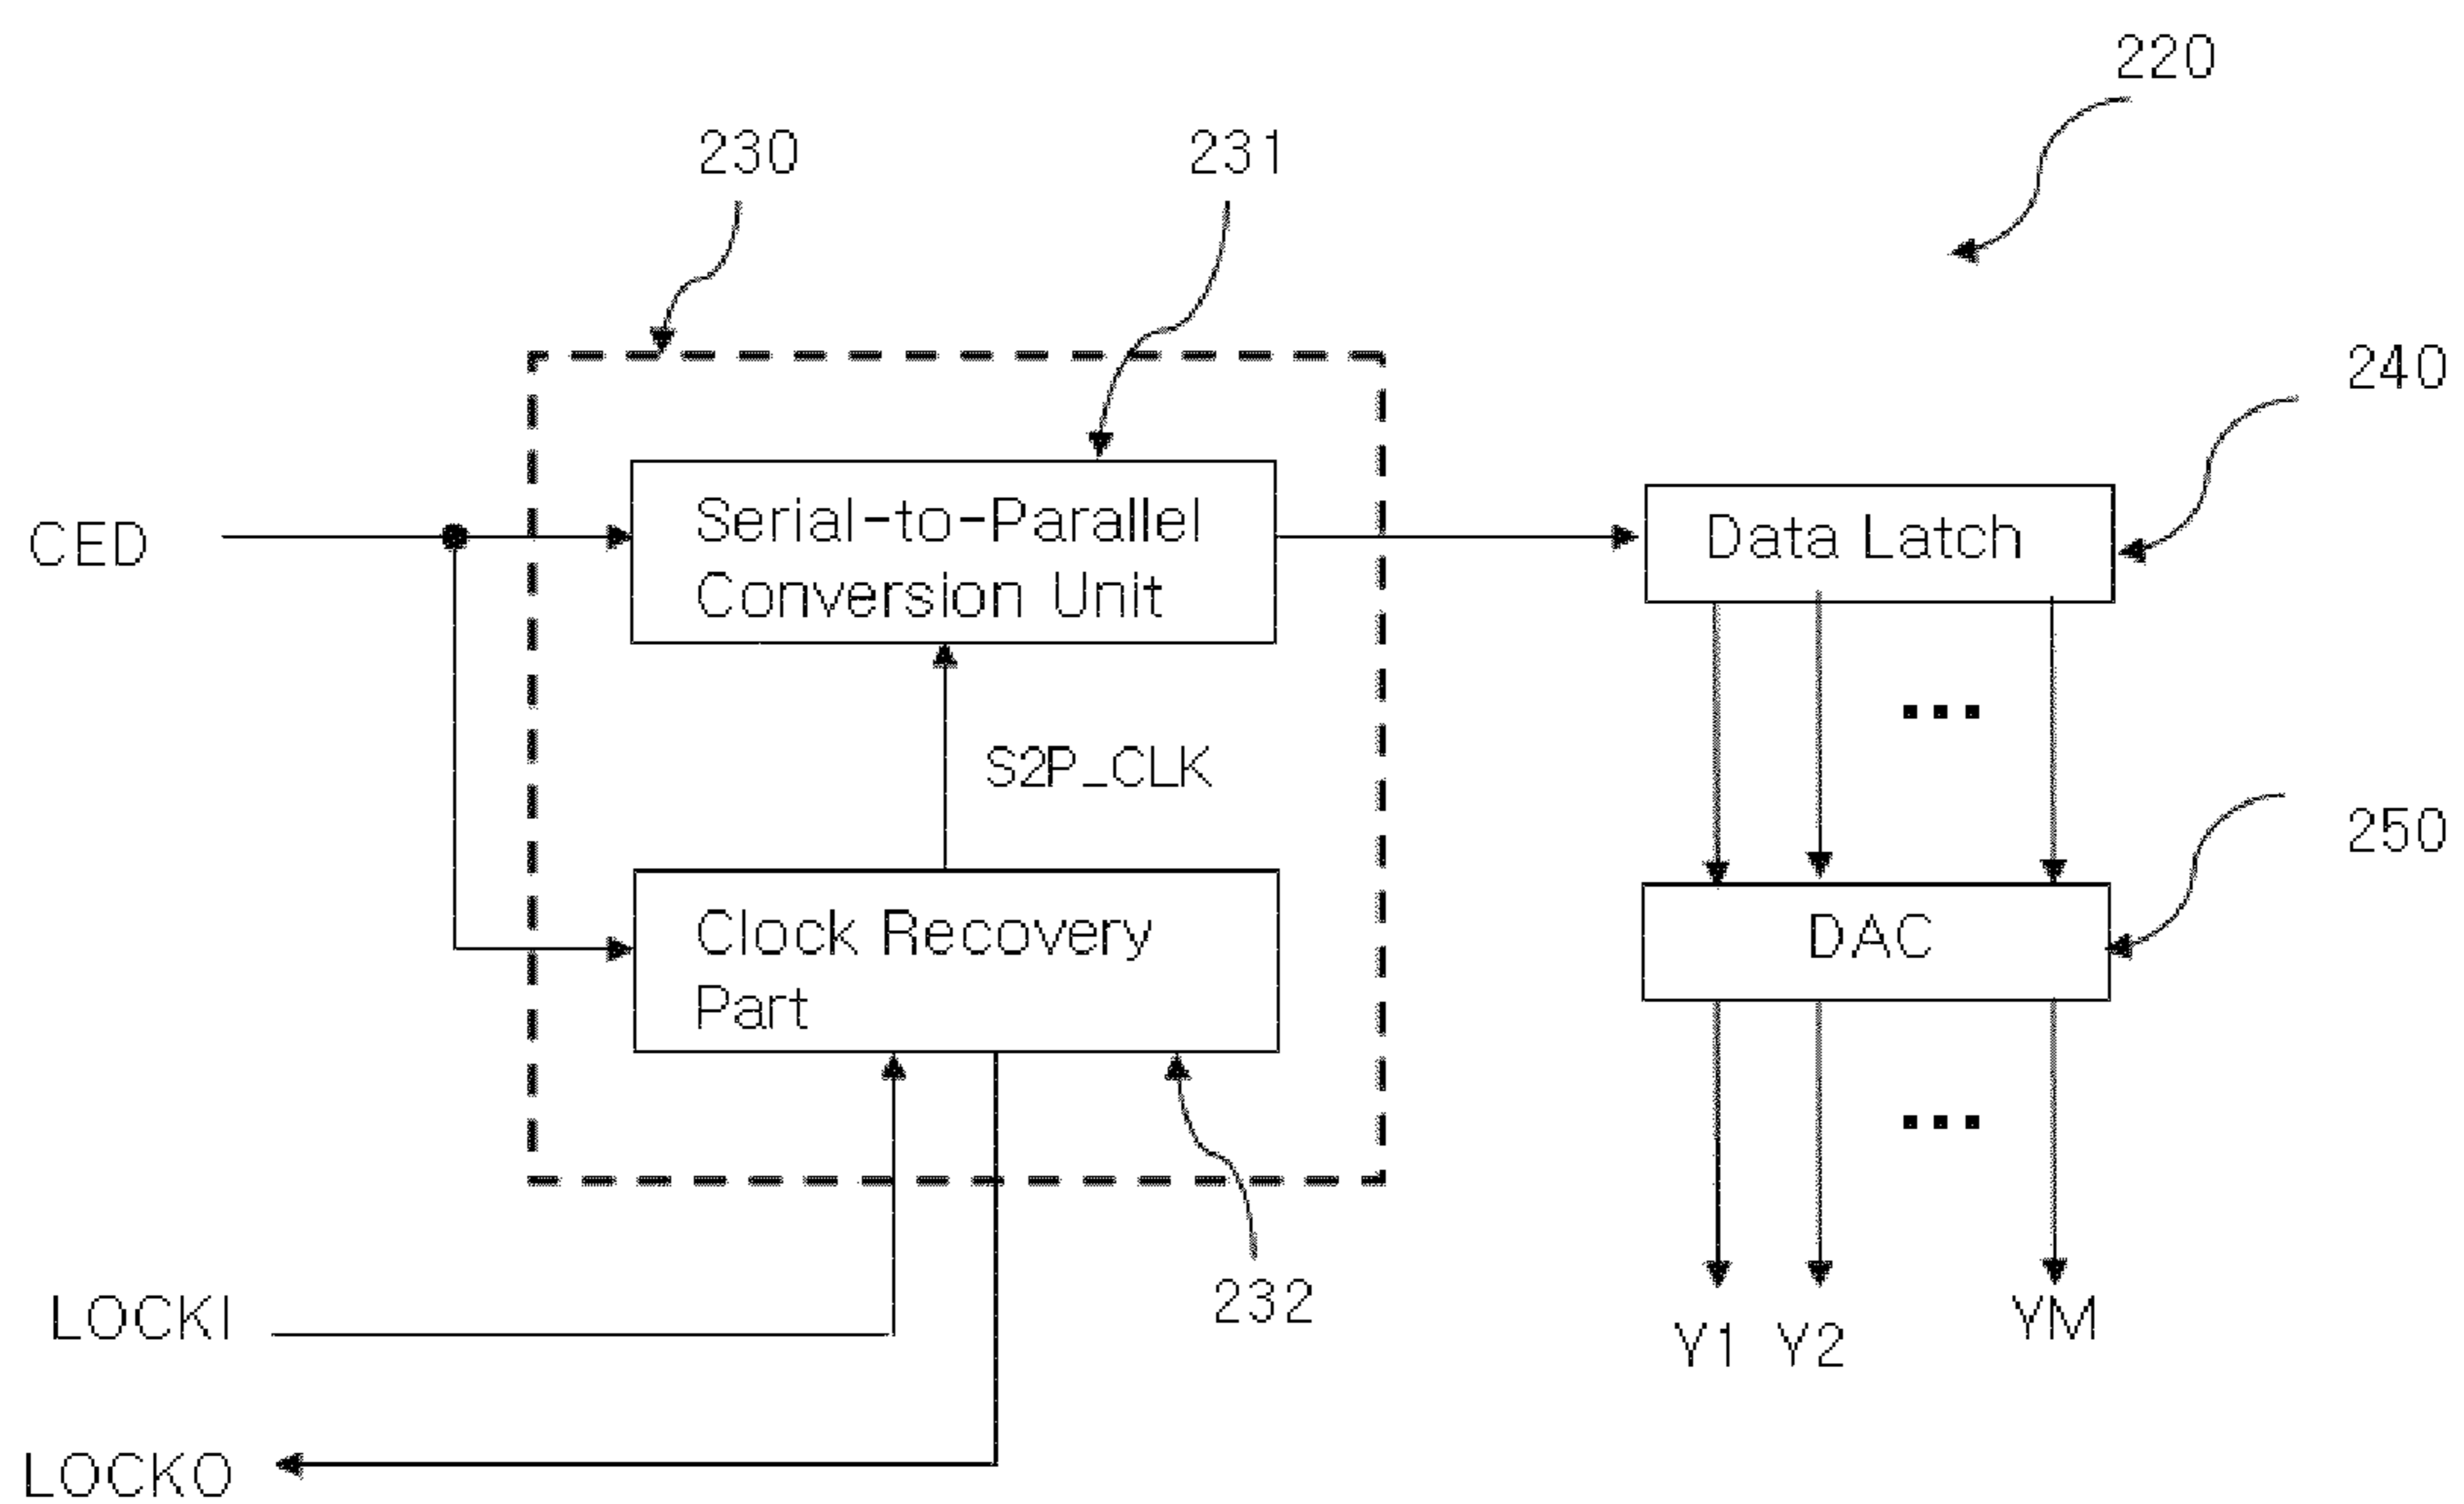 220
230
231
240
CED
Serial-to-Parallel
Conversion Unit
Data Latch
...
S2P_CLK
250
Clock Recovery
Part
DAC
...
232
LOCKI
Y1 Y2 YM
LOCKO